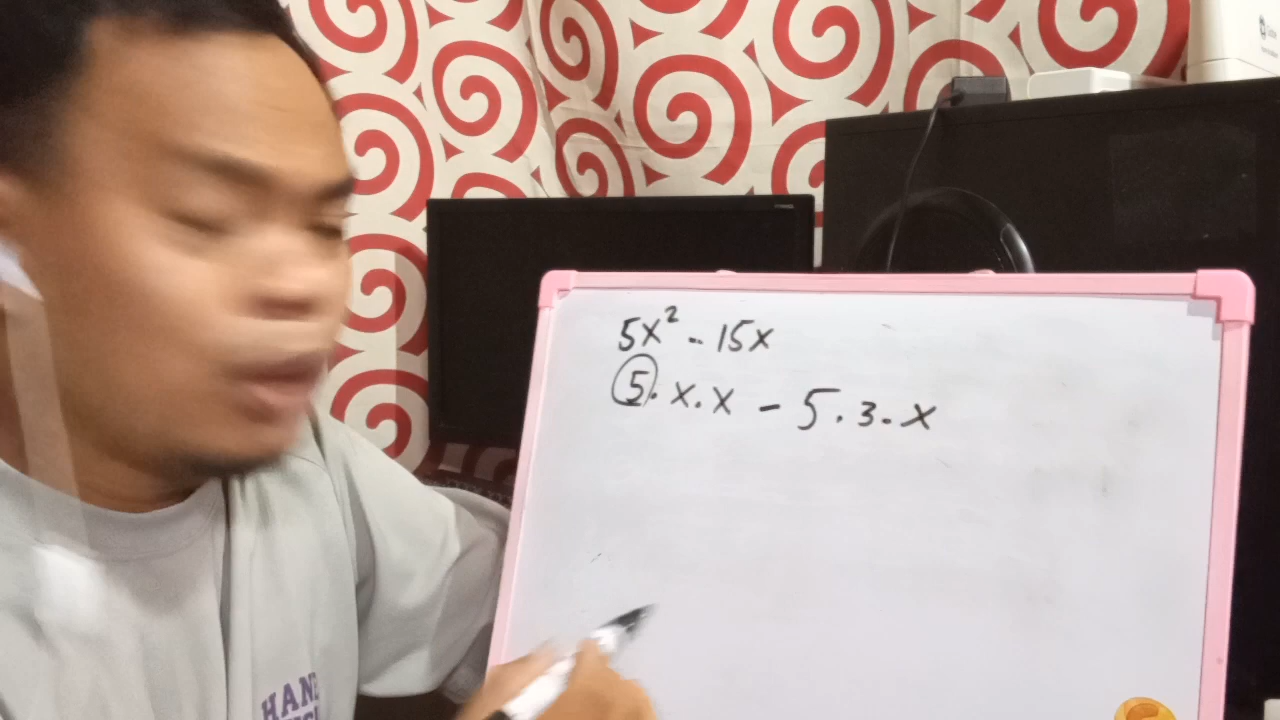 5x² - 15x
5. x. x - 5. 3. x